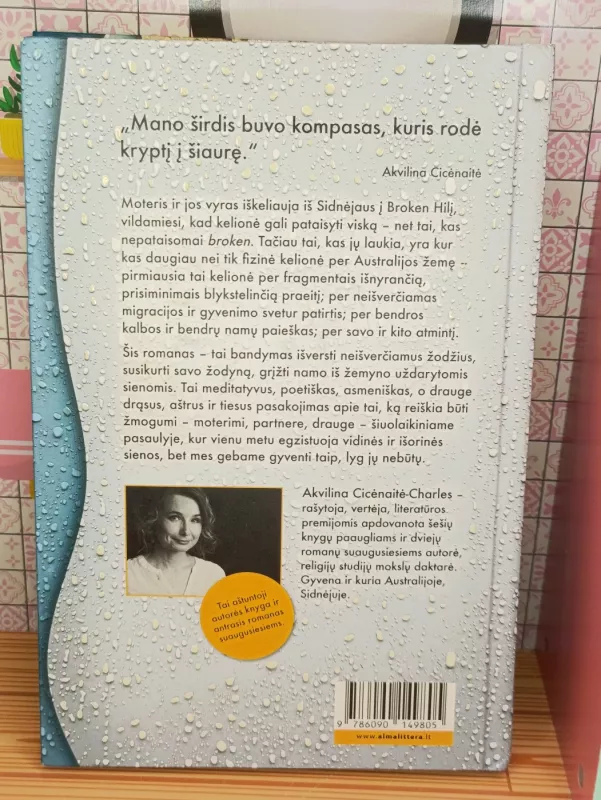 „Mano širdis buvo kompasas, kuris rodė
kryptį į šiaurę.“
Akvilina Cicėnaitė
Moteris ir jos vyras iškeliauja iš Sidnėjaus į Broken Hilį,
vildamiesi, kad kelionė gali pataisyti viską – net tai, kas
nepataisomai broken. Tačiau tai, kas jų laukia, yra kur
kas daugiau nei tik fizinė kelionė per Australijos žemę –
pirmiausia tai kelionė per fragmentais išnyrančią,
prisiminimais blykstelinčią praeitį; per neišverčiamas
migracijos ir gyvenimo svetur patirtis; per bendros
kalbos ir bendrų namų paieškas; per savo ir kito atmintį.
Šis romanas – tai bandymas išversti neišverčiamus žodžius,
susikurti savo žodyną, grįžti namo iš žemyno uždarytomis
sienomis. Tai meditatyvus, poetiškas, asmeniškas, o drauge
drąsus, aštrus ir tiesus pasakojimas apie tai, ką reiškia būti
žmogumi – moterimi, partnere, drauge – šiuolaikiniame
pasaulyje, kur vienu metu egzistuoja vidinės ir išorinės
sienos, bet mes gebame gyventi taip, lyg jų nebūtų.
Akvilina Cicėnaitė-Charles –
rašytoja, vertėja, literatūros
premijomis apdovanota šešių
knygų paaugliams ir dviejų
romanų suaugusiesiems autorė,
religijų studijų mokslų daktarė.
Gyvena ir kuria Australijoje,
Sidnėjuje.
Tai aštuntoji
autorės knyga ir
antrasis romanas
suaugusiesiems.
9 786090 149805
www.almalittera.lt